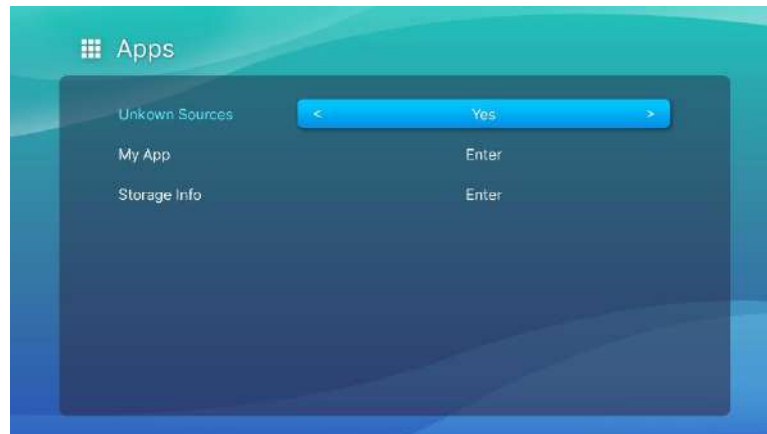 Apps
Unkown Sources < Yes >
My App Enter
Storage Info Enter